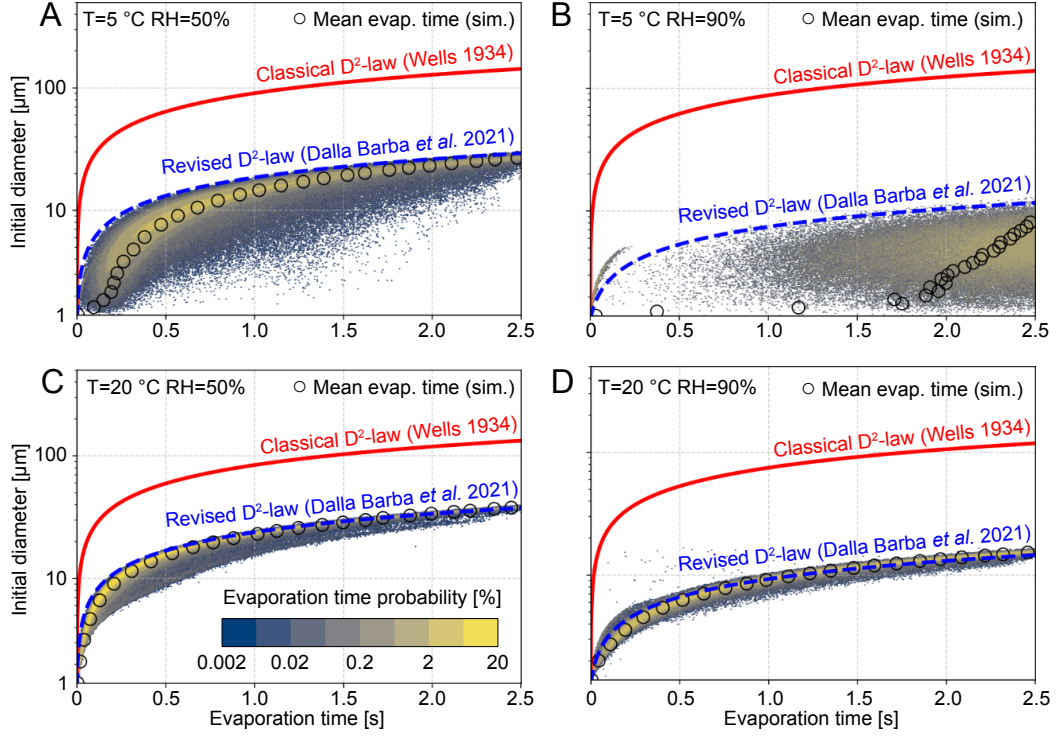 A
T=5 °C RH=50%
Mean evap. time (sim.)
Classical D²-law (Wells 1934)
Revised D²-law (Dalla Barba et al. 2021)
Initial diameter [µm]
100
10
1
0
0.5
1.0
1.5
2.0
2.5
B
T=5 °C RH=90%
Mean evap. time (sim.)
Classical D²-law (Wells 1934)
Revised D²-law (Dalla Barba et al. 2021)
0
0.5
1.0
1.5
2.0
2.5
C
T=20 °C RH=50%
Mean evap. time (sim.)
Classical D²-law (Wells 1934)
Revised D²-law (Dalla Barba et al. 2021)
Initial diameter [µm]
100
10
1
Evaporation time probability [%]
0.002
0.02
0.2
2
20
0
0.5
1.0
1.5
2.0
2.5
Evaporation time [s]
D
T=20 °C RH=90%
Mean evap. time (sim.)
Classical D²-law (Wells 1934)
Revised D²-law (Dalla Barba et al. 2021)
0
0.5
1.0
1.5
2.0
2.5
Evaporation time [s]